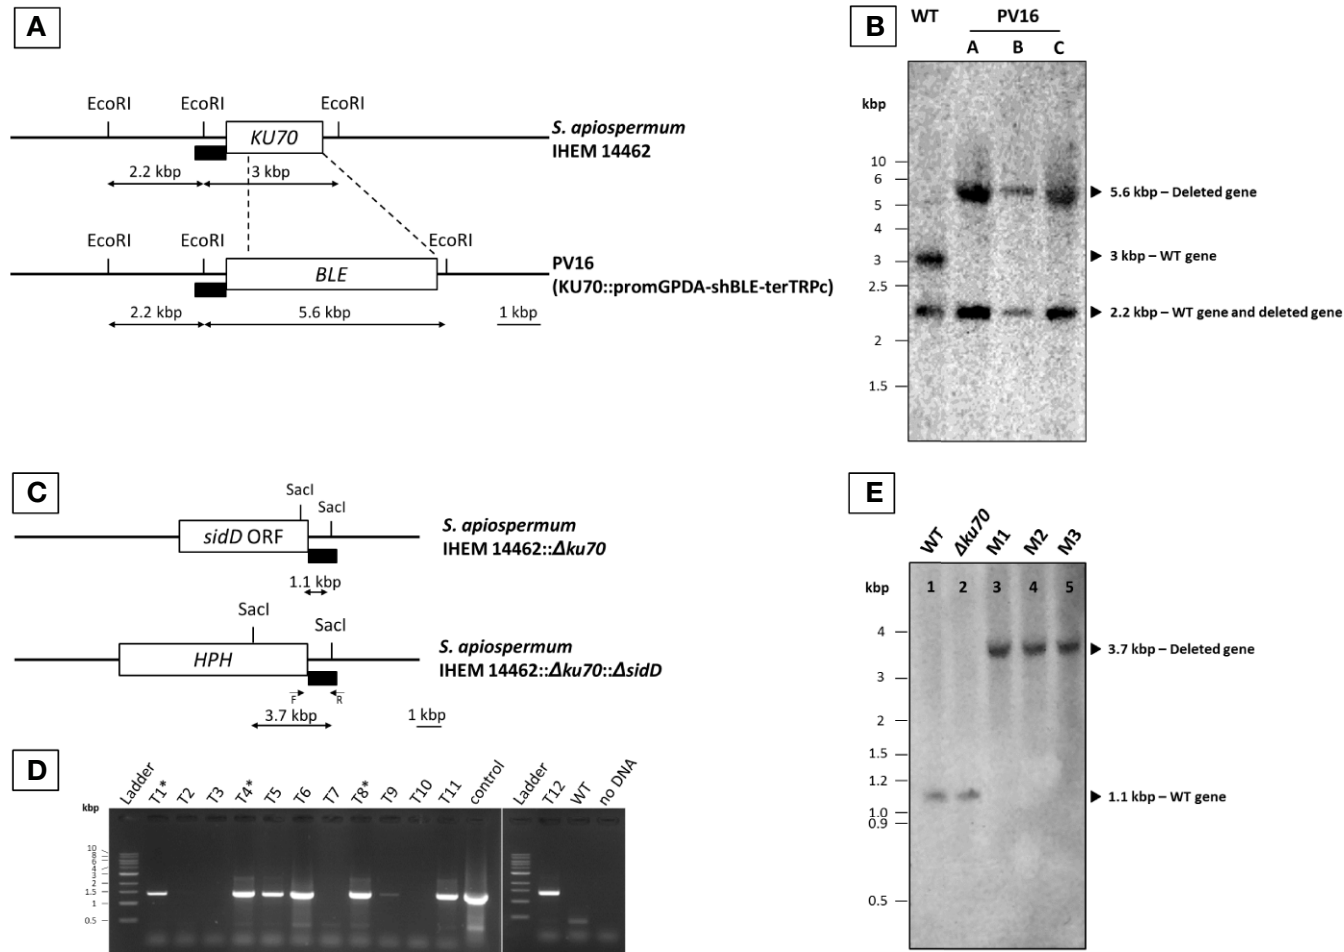 A
EcoRI EcoRI EcoRI
KU70
S. apiospermum
IHEM 14462
2.2 kbp 3 kbp
EcoRI EcoRI EcoRI
BLE
PV16
(KU70::promGPDA-shBLE-terTRPc)
2.2 kbp 5.6 kbp 1 kbp
B
WT PV16
A B C
kbp
10
6
5
4
3
2.5
2
1.5
5.6 kbp – Deleted gene
3 kbp – WT gene
2.2 kbp – WT gene and deleted gene
C
SacI
SacI
sidD ORF
S. apiospermum
IHEM 14462::Δku70
1.1 kbp
SacI
SacI
HPH
S. apiospermum
IHEM 14462::Δku70::ΔsidD
F R
3.7 kbp 1 kbp
D
Ladder T1* T2 T3 T4* T5 T6 T7 T8* T9 T10 T11 control Ladder T12 WT no DNA
kbp
10
8
6
4
3
2
1.5
1
0.5
E
WT Δku70 M1 M2 M3
kbp 1 2 3 4 5
4
3
2
1.5
1.2
1.0
0.9
0.5
3.7 kbp – Deleted gene
1.1 kbp – WT gene